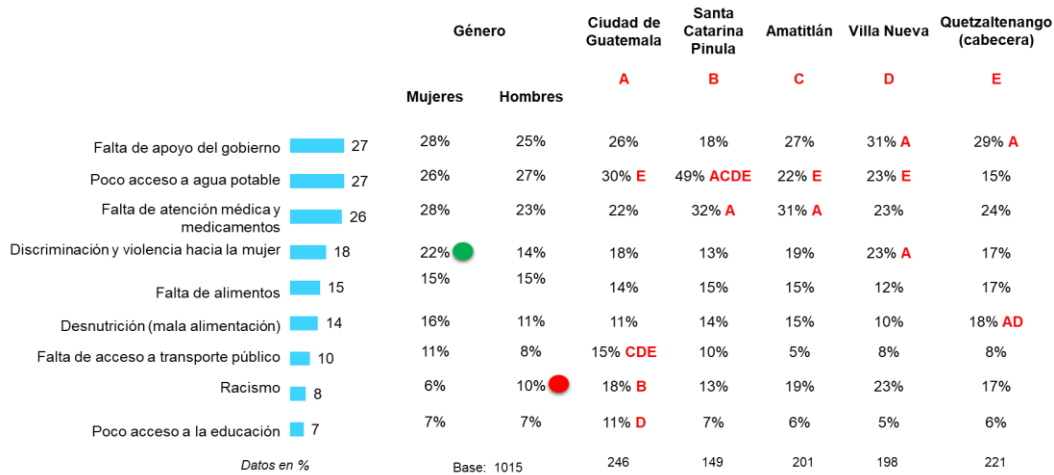 Género
Ciudad de Guatemala
Santa Catarina Pinula
Amatitlán
Villa Nueva
Quetzaltenango (cabecera)
A B C D E
Mujeres Hombres
Falta de apoyo del gobierno 27 28% 25% 26% 18% 27% 31% A 29% A
Poco acceso a agua potable 27 26% 27% 30% E 49% ACDE 22% E 23% E 15%
Falta de atención médica y medicamentos 26 28% 23% 22% 32% A 31% A 23% 24%
Discriminación y violencia hacia la mujer 18 22% 14% 18% 13% 19% 23% A 17%
Falta de alimentos 15 15% 15% 14% 15% 15% 12% 17%
Desnutrición (mala alimentación) 14 16% 11% 11% 14% 15% 10% 18% AD
Falta de acceso a transporte público 10 11% 8% 15% CDE 10% 5% 8% 8%
Racismo 8 6% 10% 18% B 13% 19% 23% 17%
Poco acceso a la educación 7 7% 7% 11% D 7% 6% 5% 6%
Datos en % Base: 1015 246 149 201 198 221